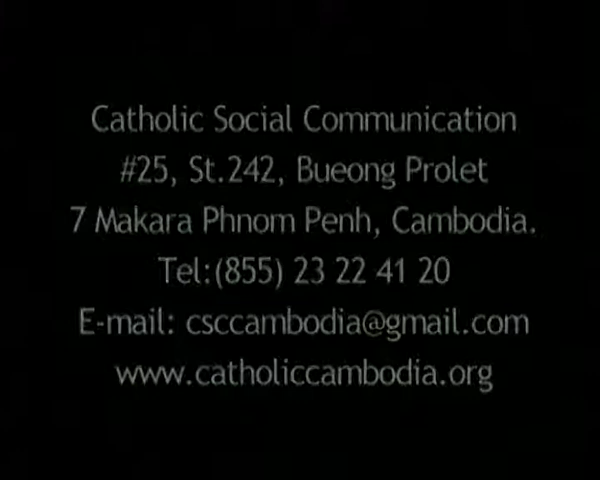 Catholic Social Communication
#25, St.242, Bueong Prolet
7 Makara Phnom Penh, Cambodia.
Tel:(855) 23 22 41 20
E-mail: csccambodia@gmail.com
www.catholiccambodia.org